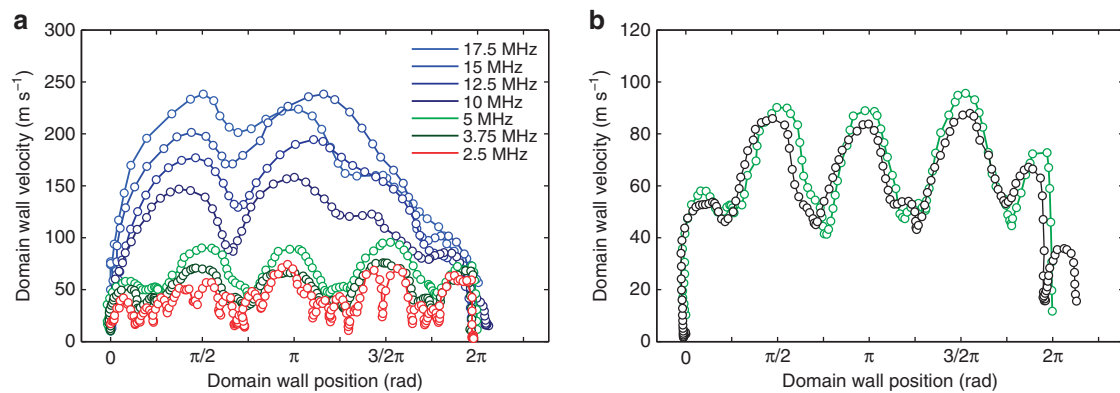 a
300
250
200
150
100
50
0
Domain wall velocity (m s⁻¹)
0
π/2
π
3/2π
2π
Domain wall position (rad)
17.5 MHz
15 MHz
12.5 MHz
10 MHz
5 MHz
3.75 MHz
2.5 MHz
b
120
100
80
60
40
20
0
Domain wall velocity (m s⁻¹)
0
π/2
π
3/2π
2π
Domain wall position (rad)